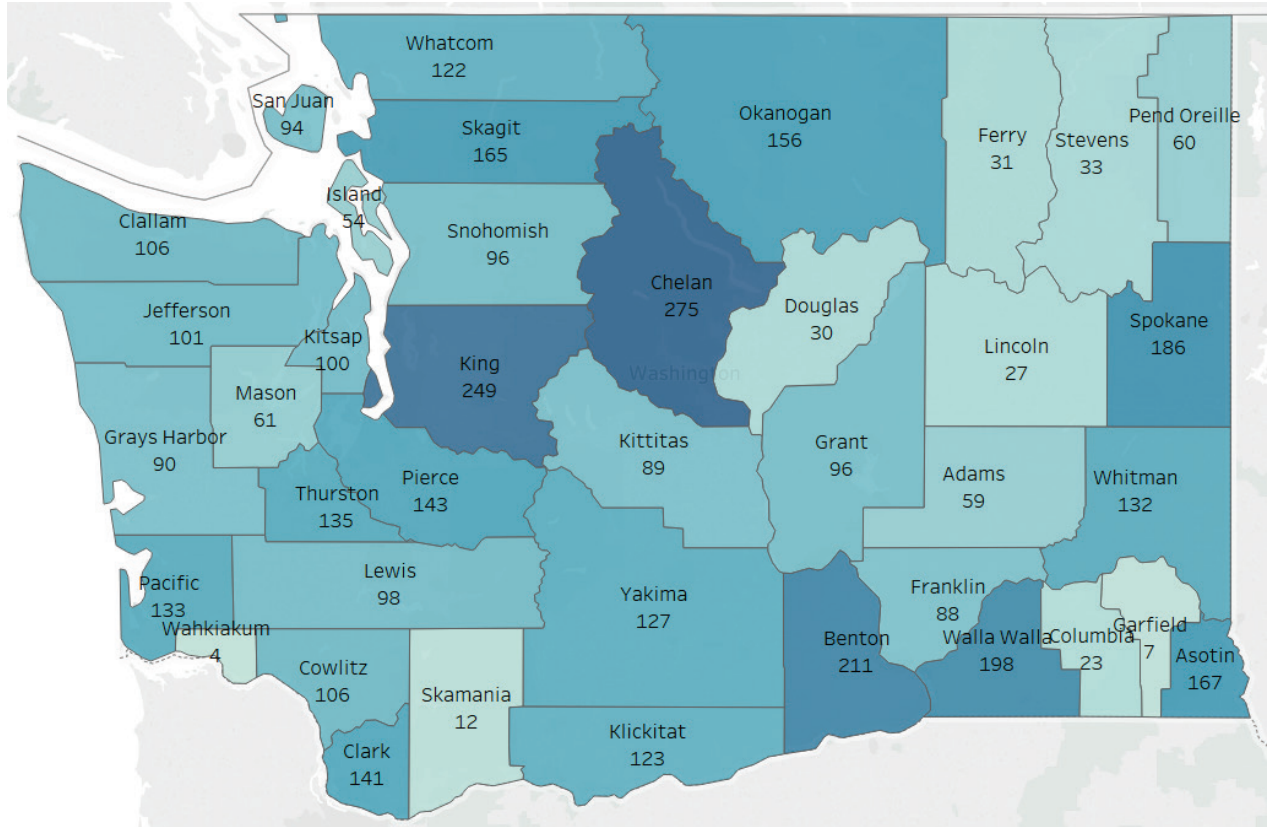 Whatcom
122
San Juan
94
Skagit
165
Okanogan
156
Ferry
31
Stevens
33
Pend Oreille
60
Island
54
Clallam
106
Snohomish
96
Chelan
275
Douglas
30
Jefferson
101
Kitsap
100
King
249
Washington
Lincoln
27
Spokane
186
Mason
61
Grays Harbor
90
Kittitas
89
Grant
96
Adams
59
Whitman
132
Thurston
135
Pierce
143
Pacific
133
Lewis
98
Yakima
127
Franklin
88
Wahkiakum
4
Benton
211
Walla Walla
198
Columbia
23
Garfield
7
Asotin
167
Cowlitz
106
Skamania
12
Klickitat
123
Clark
141